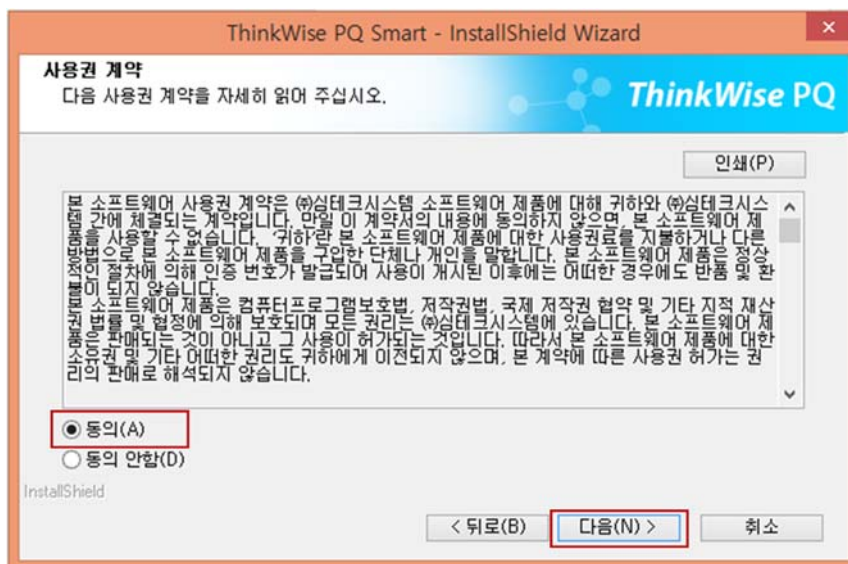 ThinkWise PQ Smart - InstallShield Wizard
사용권 계약
다음 사용권 계약을 자세히 읽어 주십시오.
ThinkWise PQ
인쇄(P)
본 소프트웨어 사용권 계약은 ㈜심테크시스템 소프트웨어 제품에 대해 귀하와 ㈜심테크시스
템 간에 체결되는 계약입니다. 만일 이 계약서의 내용에 동의하지 않으면, 본 소프트웨어 제
품을 사용할 수 없습니다. '귀하'란 본 소프트웨어 제품에 대한 사용권료를 지불하거나 다른
방법으로 본 소프트웨어 제품을 구입한 단체나 개인을 말합니다. 본 소프트웨어 제품은 정상
적인 절차에 의해 인증 번호가 발급되어 사용이 개시된 이후에는 어떠한 경우에도 반품 및 환
불이 되지 않습니다.
본 소프트웨어 제품은 컴퓨터프로그램보호법, 저작권법, 국제 저작권 협약 및 기타 지적 재산
권 법률 및 협정에 의해 보호되며 모든 권리는 ㈜심테크시스템에 있습니다. 본 소프트웨어 제
품은 판매되는 것이 아니고 그 사용이 허가되는 것입니다. 따라서 본 소프트웨어 제품에 대한
소유권 및 기타 어떠한 권리도 귀하에게 이전되지 않으며, 본 계약에 따른 사용권 허가는 권
리의 판매로 해석되지 않습니다.
동의(A)
동의 안함(D)
InstallShield
< 뒤로(B)
다음(N) >
취소